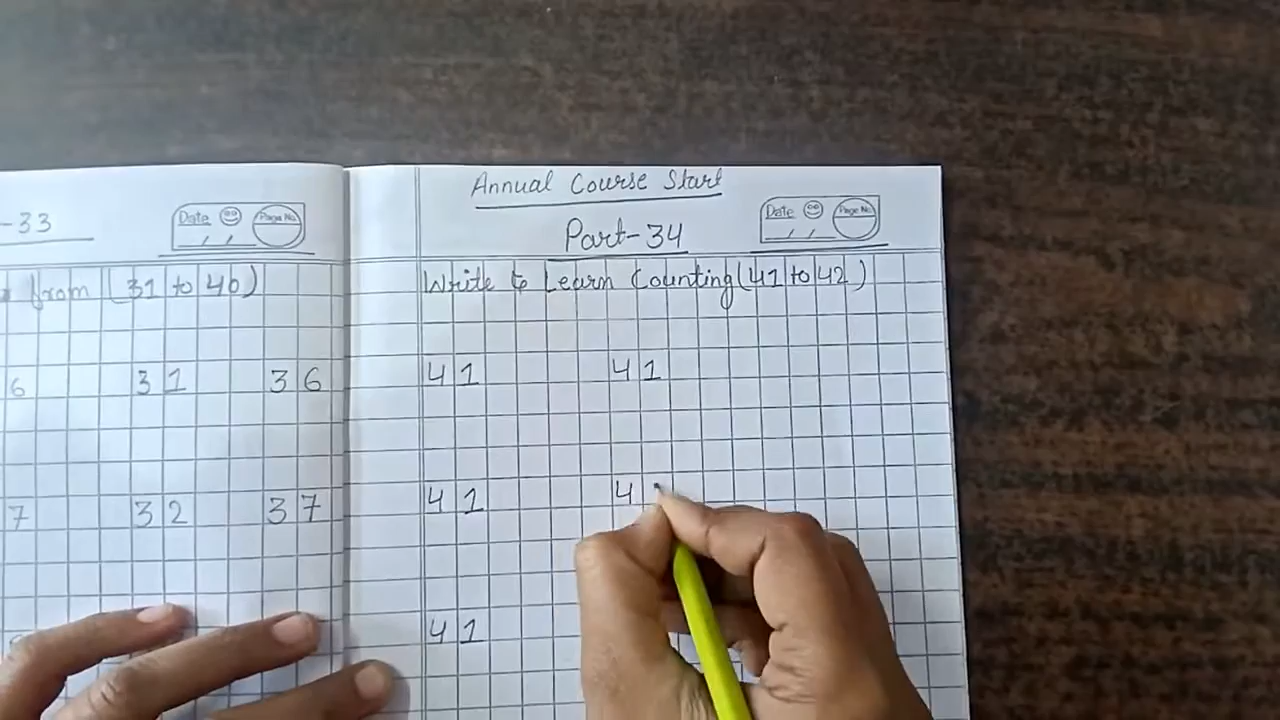 -33
Date
Page No.
from (31 to 40)
6 31 36
7 32 37
Annual Course Start
Part-34
Date
Page No.
Write & Learn Counting (41 to 42)
41 41
41 4
41